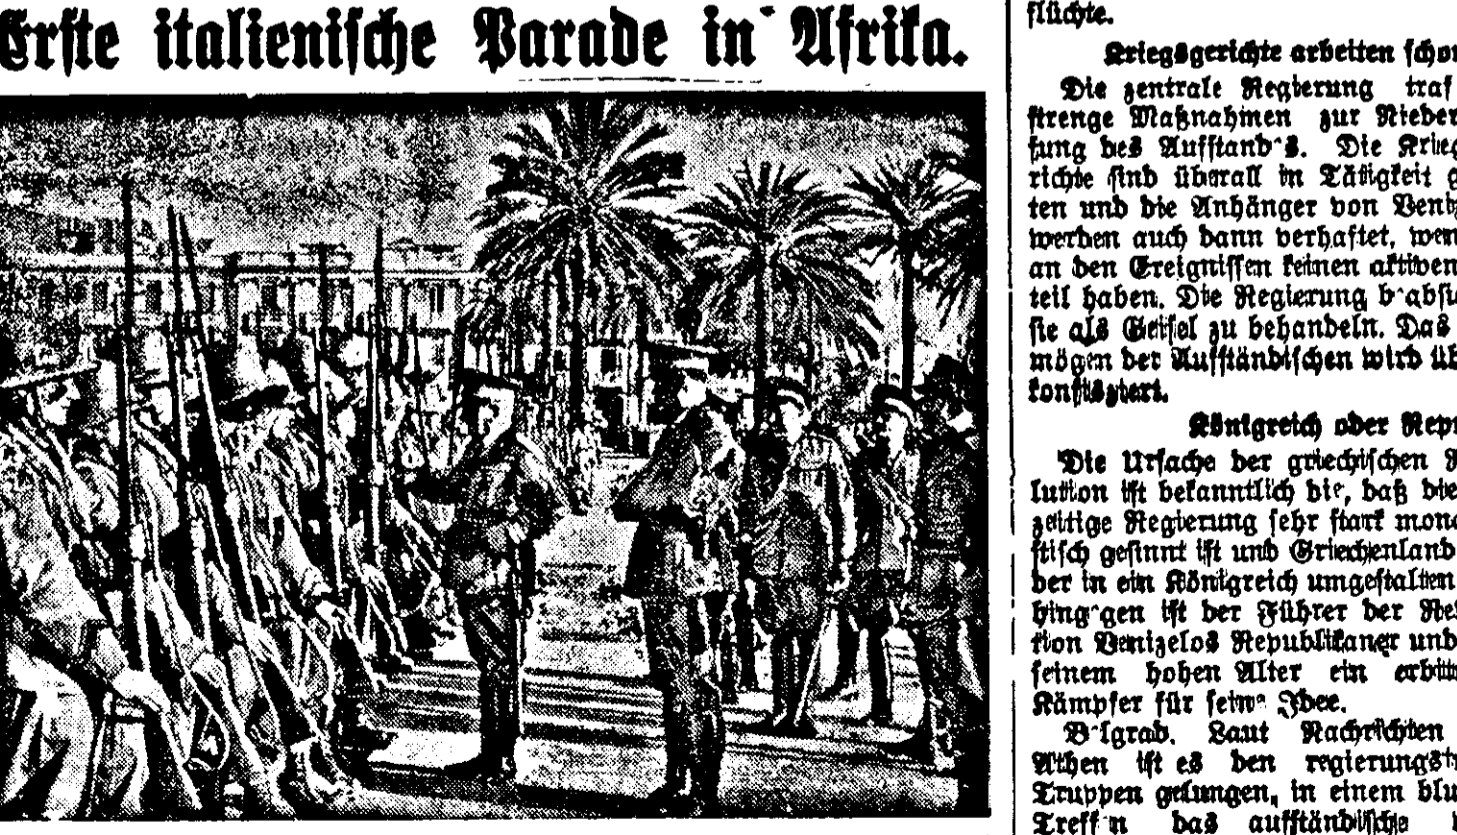 Erste italienische Parade in Afrika.
flüchte.
Kriegsgerichte arbeiten schon
Die zentrale Regierung traf
strenge Maßnahmen zur Nieder
fung des Aufstand's. Die Krieg
richte sind überall in Tätigkeit g
ten und die Anhänger von Veni
werden auch dann verhaftet, wen
an den Ereignissen keinen aktiven
teil haben. Die Regierung b'absi
sie als Geisel zu behandeln. Das
mögen der Aufständischen wird üb
konfisziert.
Königreich oder Repu
Die Ursache der griechischen R
lution ist bekanntlich die, daß die
zeitige Regierung sehr stark mona
stisch gesinnt ist und Griechenland
der in ein Königreich umgestalten
hing'gen ist der Führer der Re
tion Venizelos Republikaner und
seinem hohen Alter ein erbitt
Kämpfer für seine Idee.
B'lgrad. Laut Nachrichten
Athen ist es den regierungst
Truppen gelungen, in einem blu
Treff'n das aufständische